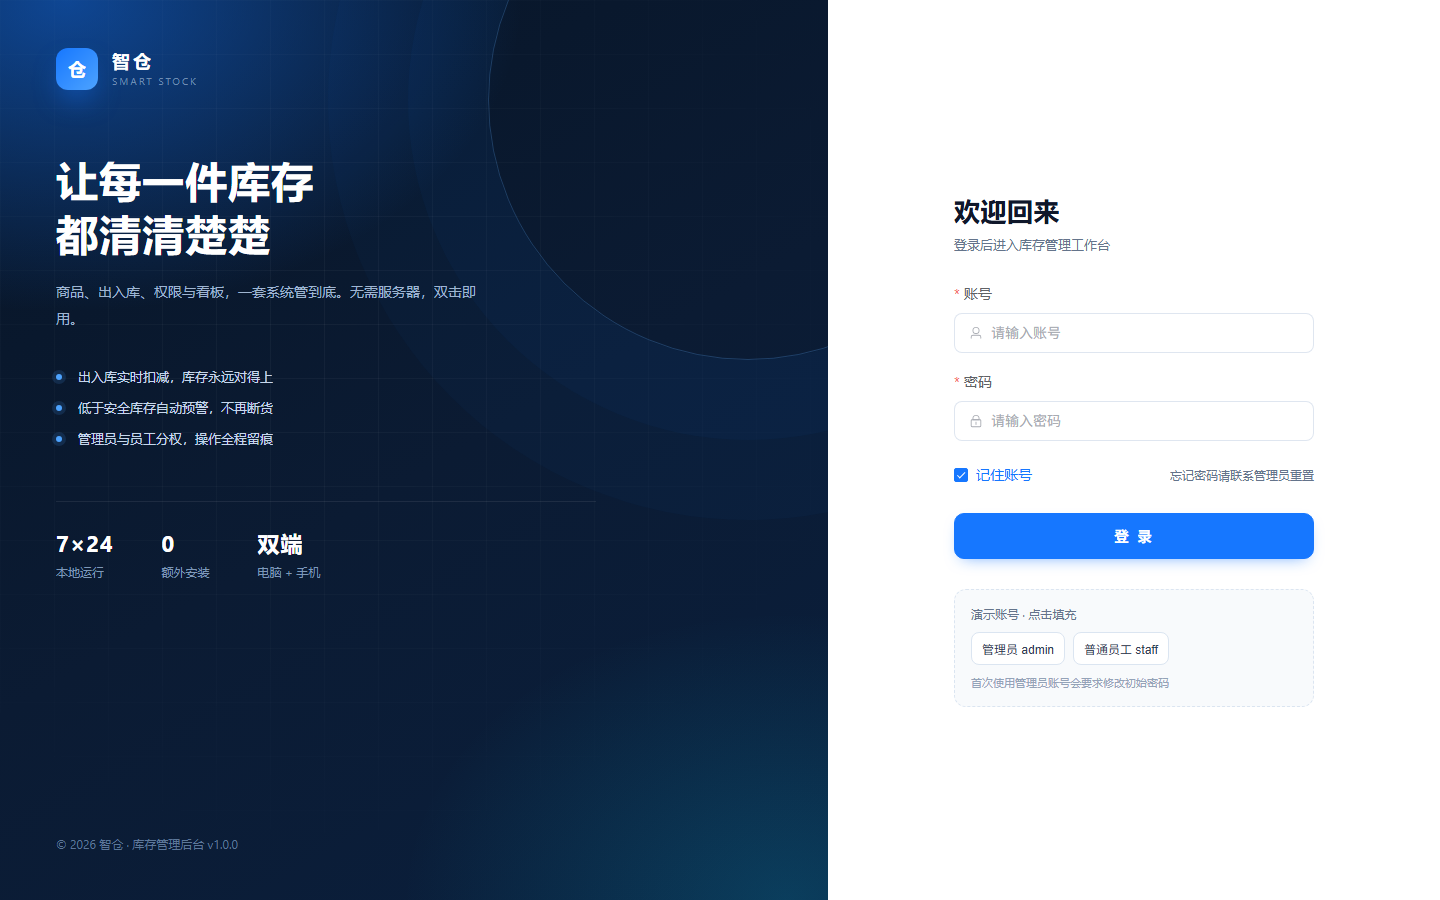 仓
智仓
SMART STOCK
让每一件库存
都清清楚楚
商品、出入库、权限与看板，一套系统管到底。无需服务器，双击即
用。
出入库实时扣减，库存永远对得上
低于安全库存自动预警，不再断货
管理员与员工分权，操作全程留痕
7×24
本地运行
0
额外安装
双端
电脑 + 手机
© 2026 智仓 · 库存管理后台 v1.0.0
欢迎回来
登录后进入库存管理工作台
* 账号
请输入账号
* 密码
请输入密码
记住账号
忘记密码请联系管理员重置
登 录
演示账号 · 点击填充
管理员 admin
普通员工 staff
首次使用管理员账号会要求修改初始密码